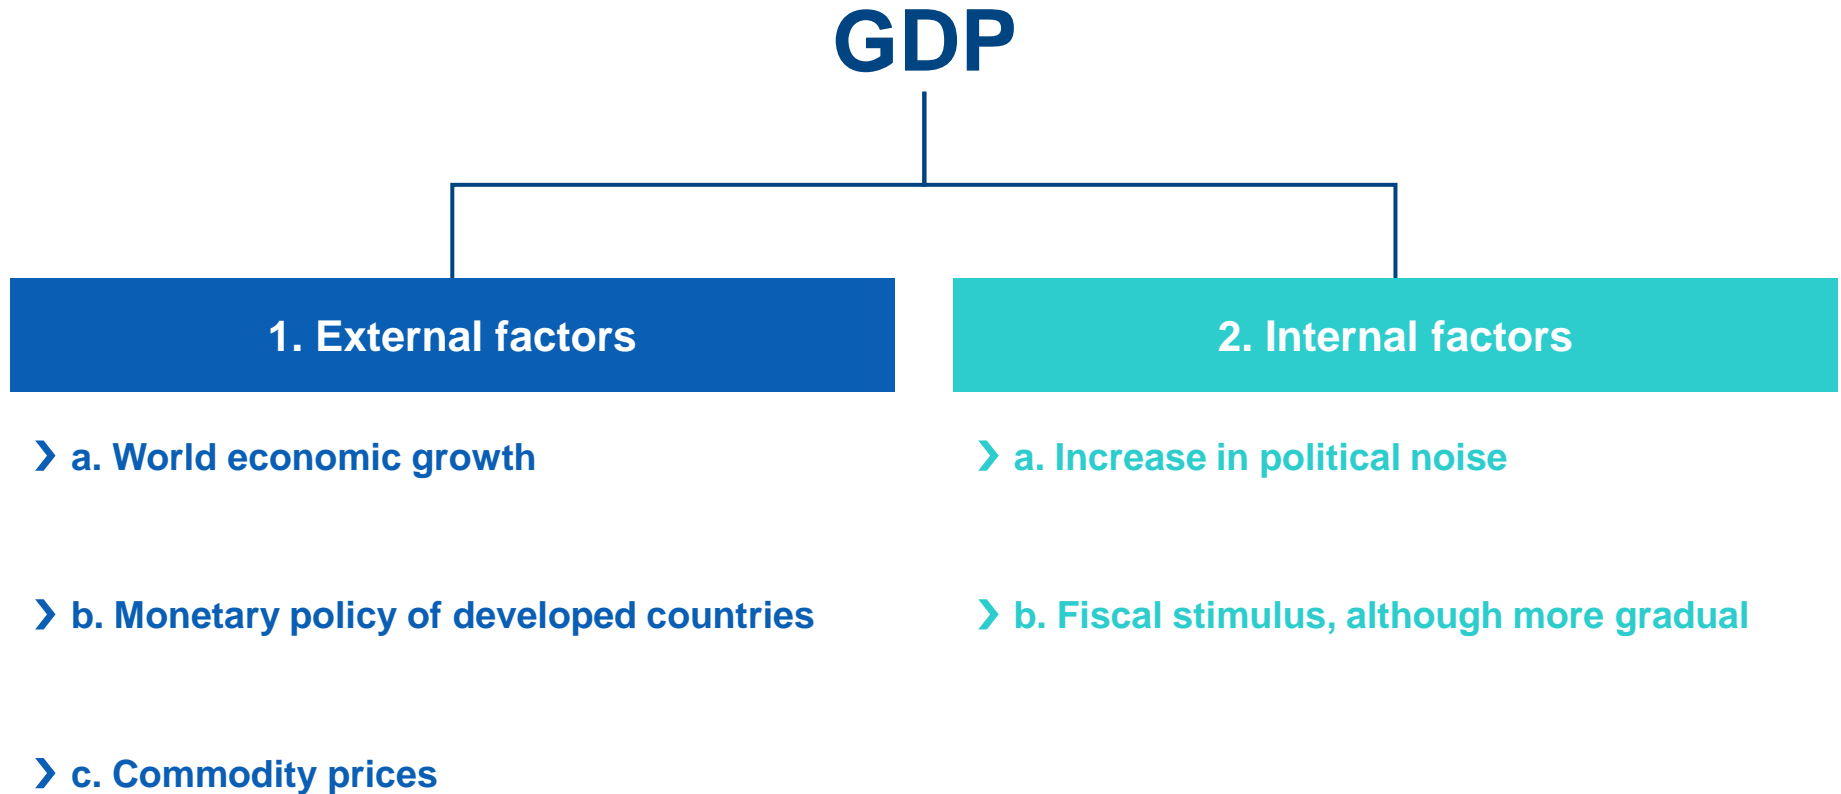 GDP
1. External factors
a. World economic growth
b. Monetary policy of developed countries
c. Commodity prices
2. Internal factors
a. Increase in political noise
b. Fiscal stimulus, although more gradual